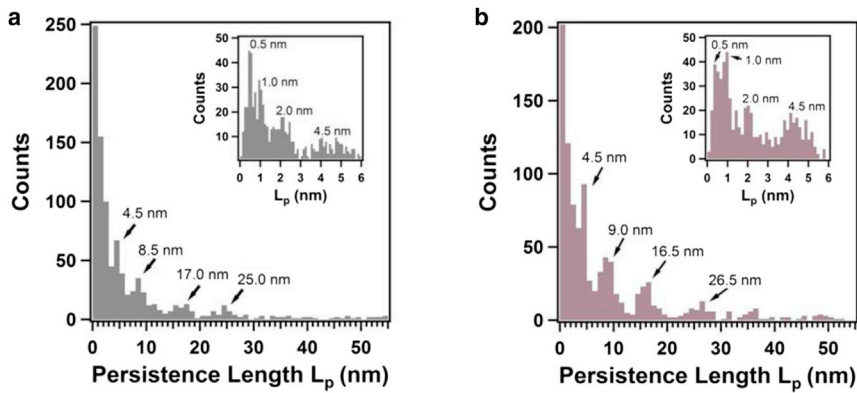 a
250
200
150
100
50
0
Counts
4.5 nm
8.5 nm
17.0 nm
25.0 nm
0 10 20 30 40 50
Persistence Length Lp (nm)
50
40
30
20
10
Counts
0.5 nm
1.0 nm
2.0 nm
4.5 nm
0 1 2 3 4 5 6
Lp (nm)
b
200
150
100
50
0
Counts
4.5 nm
9.0 nm
16.5 nm
26.5 nm
0 10 20 30 40 50
Persistence Length Lp (nm)
50
40
30
20
10
0
Counts
0.5 nm
1.0 nm
2.0 nm
4.5 nm
0 1 2 3 4 5 6
Lp (nm)